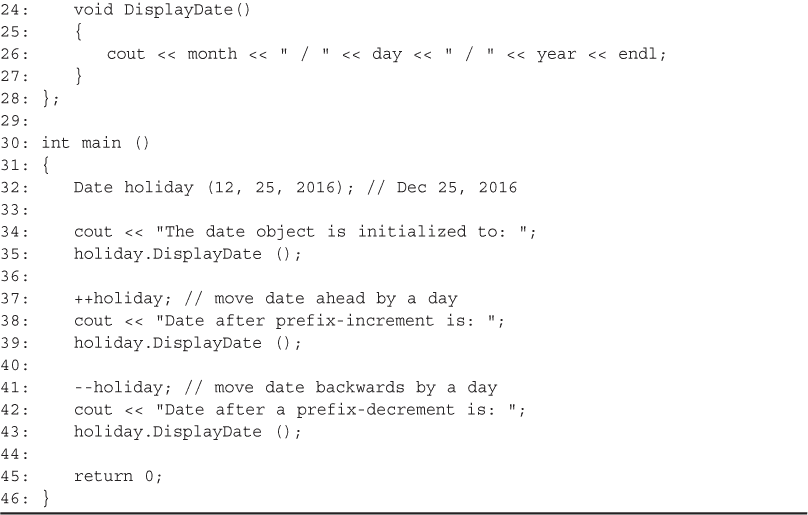 24:    void DisplayDate()
25:    {
26:       cout << month << " / " << day << " / " << year << endl;
27:    }
28: };
29:
30: int main ()
31: {
32:    Date holiday (12, 25, 2016); // Dec 25, 2016
33:
34:    cout << "The date object is initialized to: ";
35:    holiday.DisplayDate ();
36:
37:    ++holiday; // move date ahead by a day
38:    cout << "Date after prefix-increment is: ";
39:    holiday.DisplayDate ();
40:
41:    --holiday; // move date backwards by a day
42:    cout << "Date after a prefix-decrement is: ";
43:    holiday.DisplayDate ();
44:
45:    return 0;
46: }